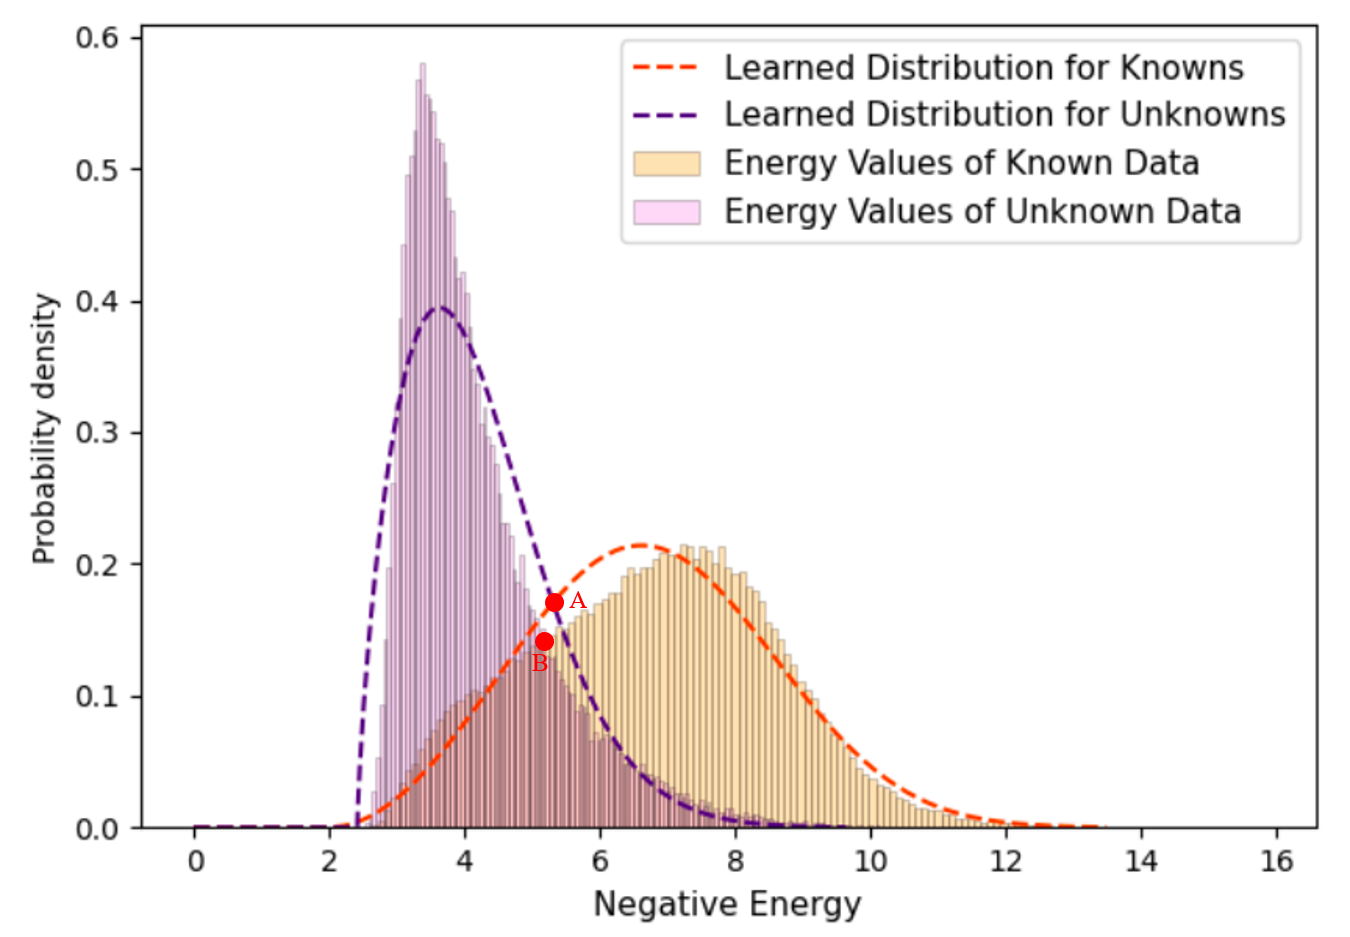 0.6
0.5
0.4
0.3
0.2
0.1
0.0
Probability density
Learned Distribution for Knowns
Learned Distribution for Unknowns
Energy Values of Known Data
Energy Values of Unknown Data
A
B
0 2 4 6 8 10 12 14 16
Negative Energy